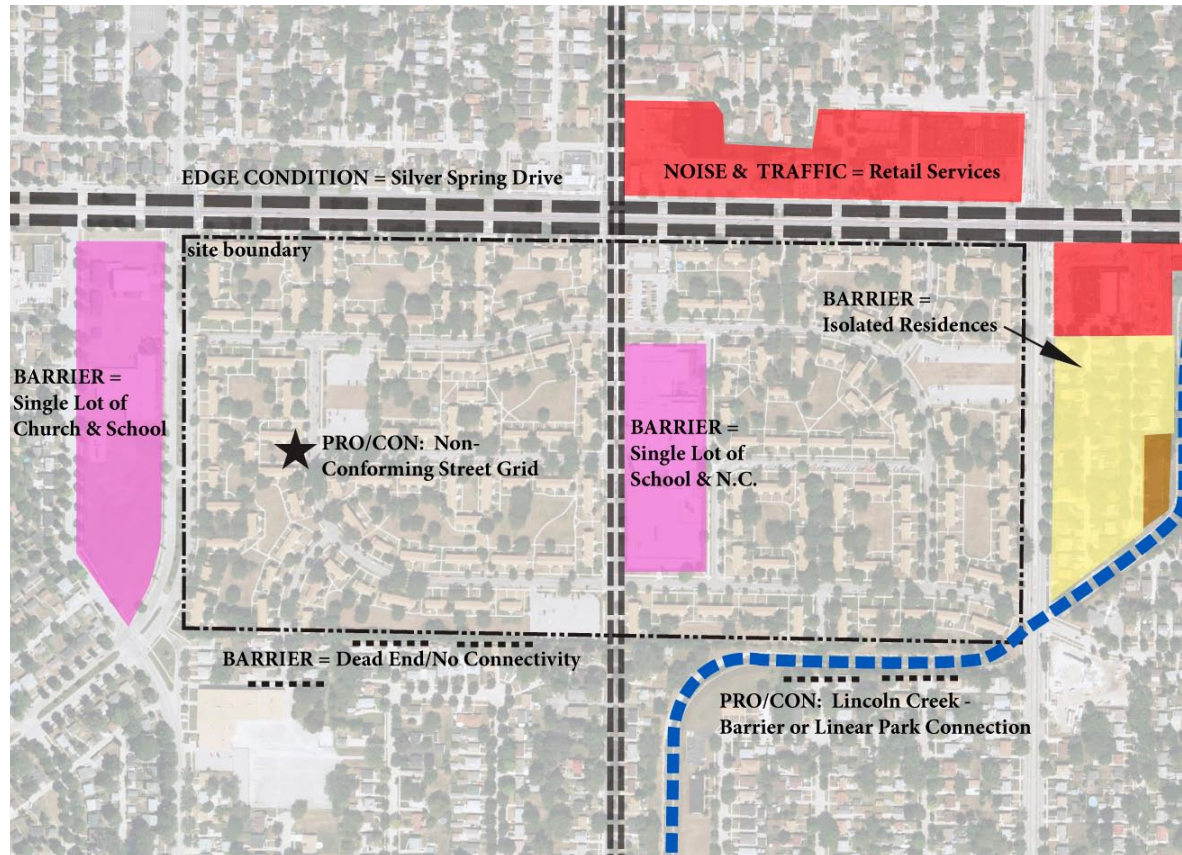 EDGE CONDITION = Silver Spring Drive
NOISE & TRAFFIC = Retail Services
site boundary
BARRIER =
Isolated Residences
BARRIER =
Single Lot of
Church & School
PRO/CON: Non-
Conforming Street Grid
BARRIER =
Single Lot of
School & N.C.
BARRIER = Dead End/No Connectivity
PRO/CON: Lincoln Creek -
Barrier or Linear Park Connection